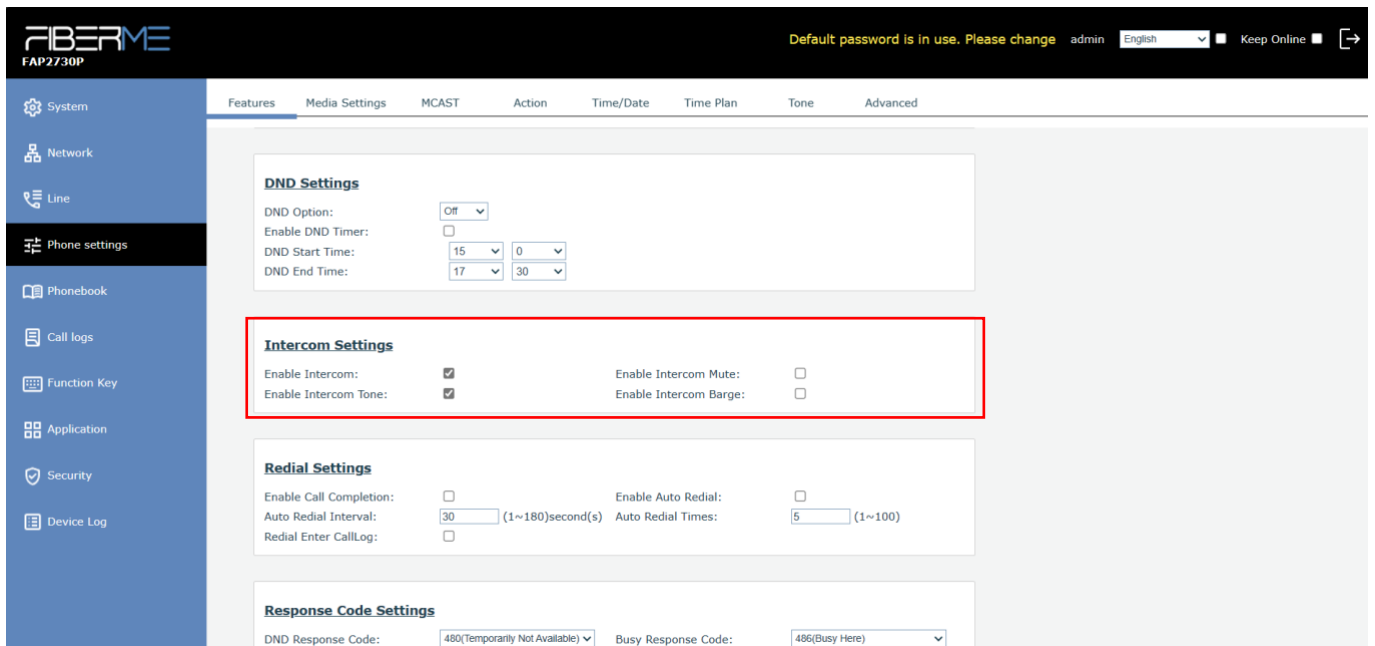 FIBERME
FAP2730P
Default password is in use. Please change admin English Keep Online
System
Network
Line
Phone settings
Phonebook
Call logs
Function Key
Application
Security
Device Log
Features Media Settings MCAST Action Time/Date Time Plan Tone Advanced
DND Settings
DND Option: Off
Enable DND Timer:
DND Start Time: 15 0
DND End Time: 17 30
Intercom Settings
Enable Intercom: Enable Intercom Mute:
Enable Intercom Tone: Enable Intercom Barge:
Redial Settings
Enable Call Completion: Enable Auto Redial:
Auto Redial Interval: 30 (1~180)second(s) Auto Redial Times: 5 (1~100)
Redial Enter CallLog:
Response Code Settings
DND Response Code: 480(Temporarily Not Available) Busy Response Code: 486(Busy Here)